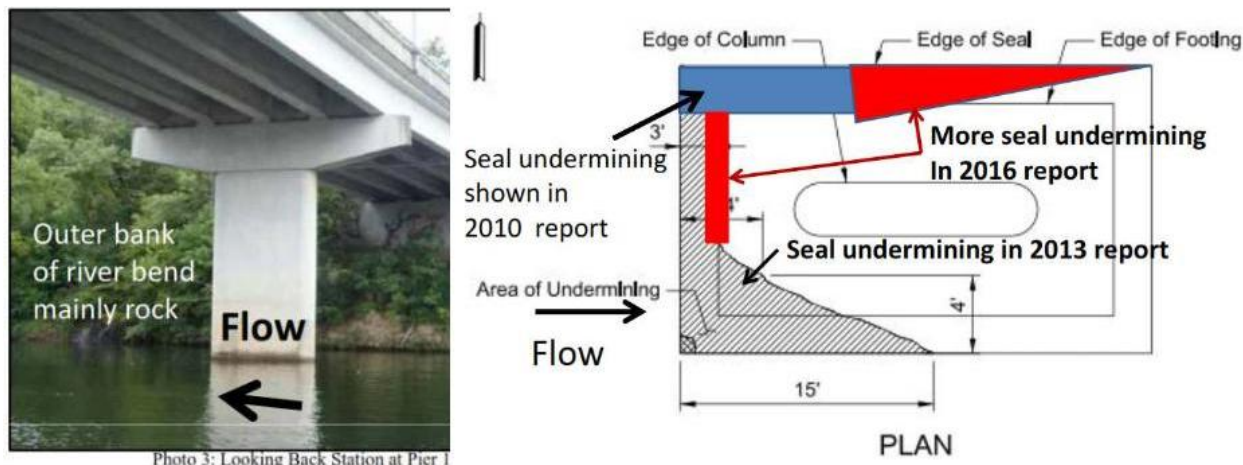 Outer bank
of river bend
mainly rock
Flow
Photo 3: Looking Back Station at Pier 1
Edge of Column
Edge of Seal
Edge of Footing
3'
Seal undermining
shown in
2010 report
More seal undermining
In 2016 report
4'
Seal undermining in 2013 report
Area of Undermining
Flow
4'
15'
PLAN